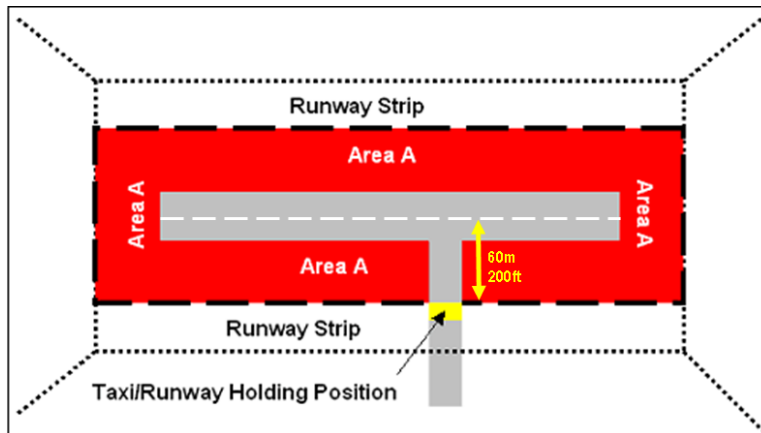 Runway Strip
Area A
Area A
Area A
Area A
60m
200ft
Runway Strip
Taxi/Runway Holding Position